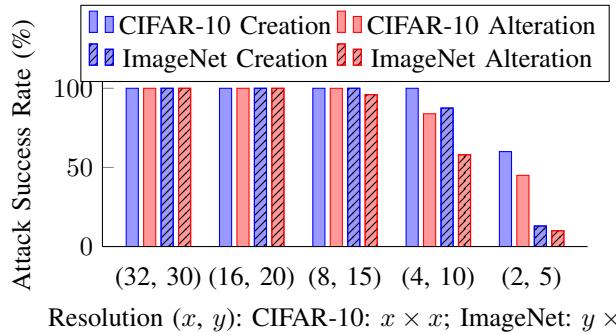 CIFAR-10 Creation CIFAR-10 Alteration
ImageNet Creation ImageNet Alteration
Attack Success Rate (%)
100
50
0
(32, 30) (16, 20) (8, 15) (4, 10) (2, 5)
Resolution (x, y): CIFAR-10: x × x; ImageNet: y ×